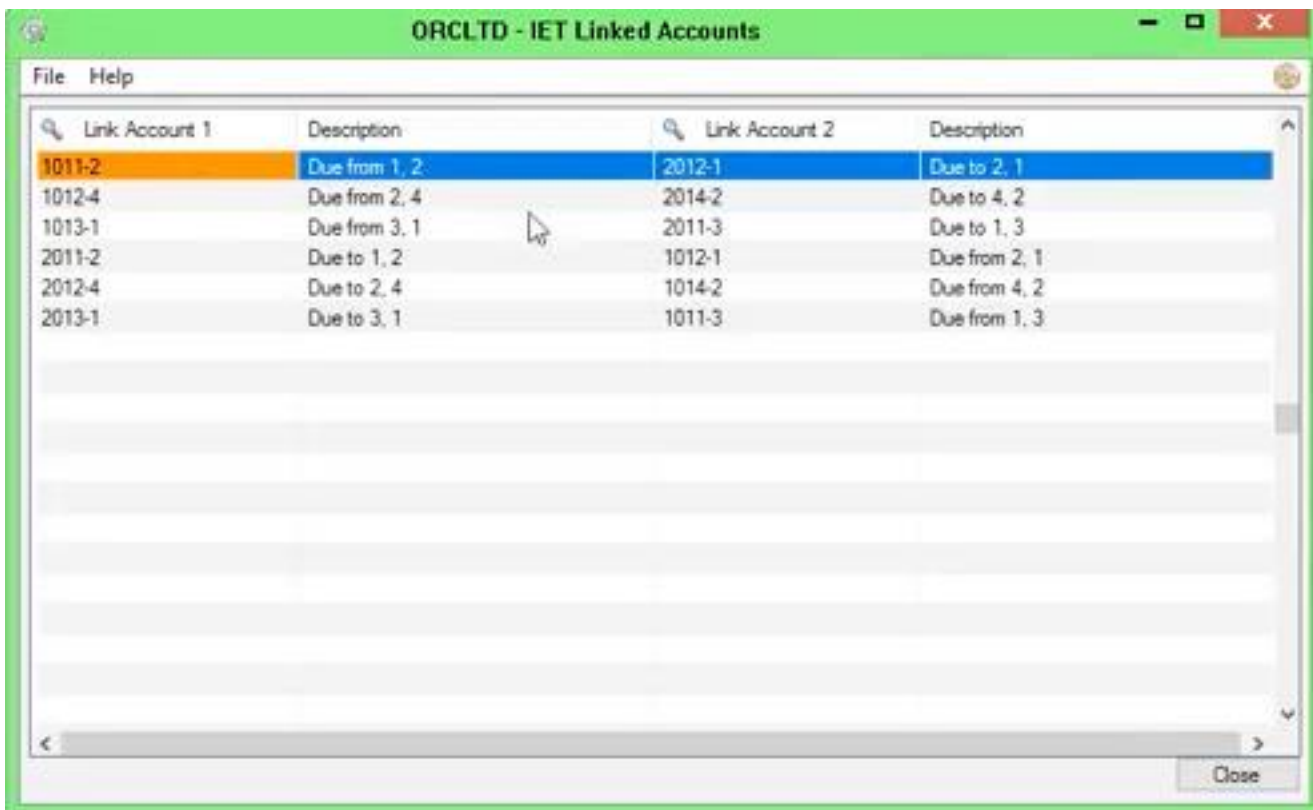 ORCLTD - IET Linked Accounts
File Help
Link Account 1 Description Link Account 2 Description
1011-2 Due from 1, 2 2012-1 Due to 2, 1
1012-4 Due from 2, 4 2014-2 Due to 4, 2
1013-1 Due from 3, 1 2011-3 Due to 1, 3
2011-2 Due to 1, 2 1012-1 Due from 2, 1
2012-4 Due to 2, 4 1014-2 Due from 4, 2
2013-1 Due to 3, 1 1011-3 Due from 1, 3
Close